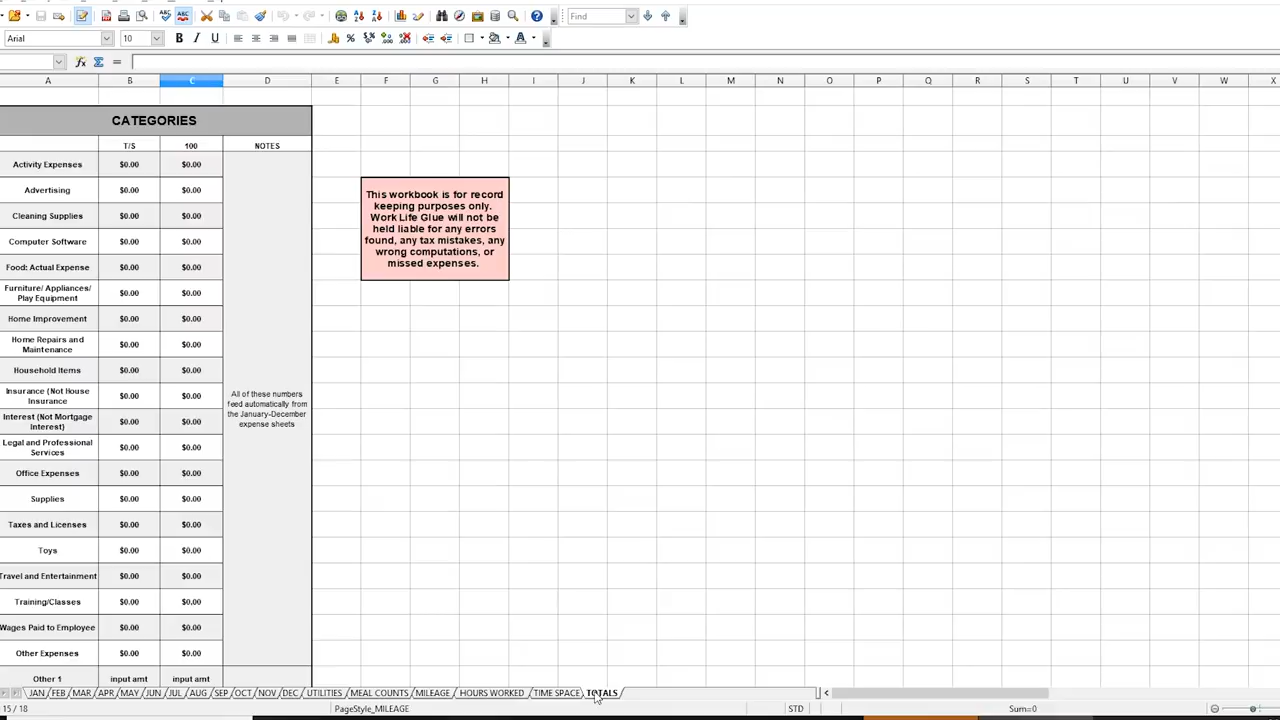 Find
Arial 10
A B C D E F G H I J K L M N O P Q R S T U V W X
CATEGORIES
T/S 100 NOTES
Activity Expenses $0.00 $0.00
Advertising $0.00 $0.00
Cleaning Supplies $0.00 $0.00
Computer Software $0.00 $0.00
Food: Actual Expense $0.00 $0.00
Furniture/ Appliances/
Play Equipment $0.00 $0.00
Home Improvement $0.00 $0.00
Home Repairs and
Maintenance $0.00 $0.00
Household Items $0.00 $0.00
Insurance (Not House
Insurance $0.00 $0.00
Interest (Not Mortgage
Interest) $0.00 $0.00
Legal and Professional
Services $0.00 $0.00
Office Expenses $0.00 $0.00
Supplies $0.00 $0.00
Taxes and Licenses $0.00 $0.00
Toys $0.00 $0.00
Travel and Entertainment $0.00 $0.00
Training/Classes $0.00 $0.00
Wages Paid to Employee $0.00 $0.00
Other Expenses $0.00 $0.00
Other 1 input amt input amt
All of these numbers
feed automatically from
the January-December
expense sheets
This workbook is for record
keeping purposes only.
Work Life Glue will not be
held liable for any errors
found, any tax mistakes, any
wrong computations, or
missed expenses.
JAN FEB MAR APR MAY JUN JUL AUG SEP OCT NOV DEC UTILITIES MEAL COUNTS MILEAGE HOURS WORKED TIME SPACE TOTALS
15 / 18 PageStyle_MILEAGE STD Sum=0